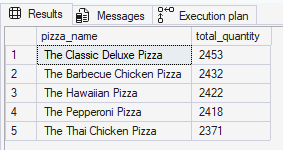 Results Messages Execution plan
pizza_name total_quantity
1 The Classic Deluxe Pizza 2453
2 The Barbecue Chicken Pizza 2432
3 The Hawaiian Pizza 2422
4 The Pepperoni Pizza 2418
5 The Thai Chicken Pizza 2371